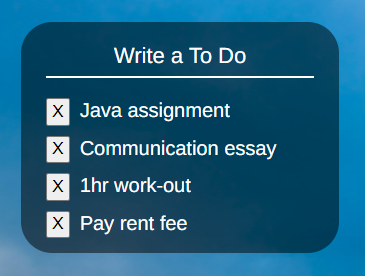 Write a To Do
X Java assignment
X Communication essay
X 1hr work-out
X Pay rent fee